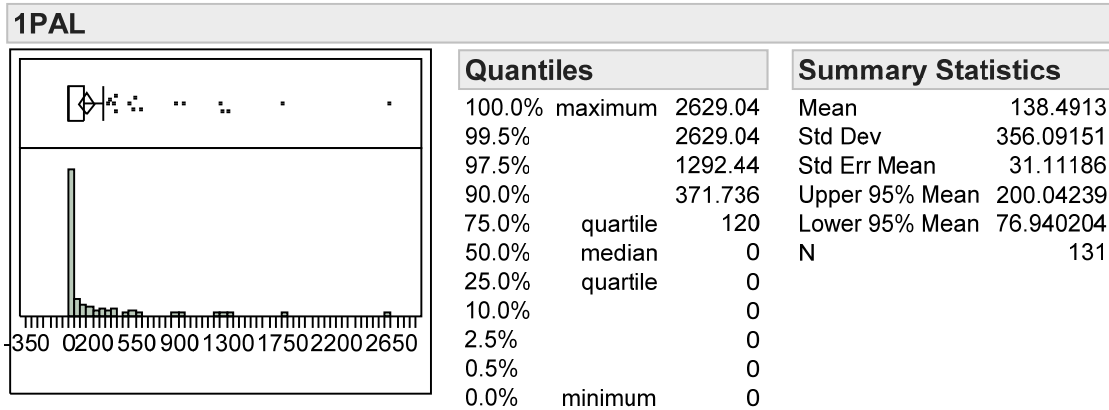 1PAL
-350 0200 550 900 1300 1750 2200 2650
Quantiles
100.0% maximum 2629.04
99.5% 2629.04
97.5% 1292.44
90.0% 371.736
75.0% quartile 120
50.0% median 0
25.0% quartile 0
10.0% 0
2.5% 0
0.5% 0
0.0% minimum 0
Summary Statistics
Mean 138.4913
Std Dev 356.09151
Std Err Mean 31.11186
Upper 95% Mean 200.04239
Lower 95% Mean 76.940204
N 131